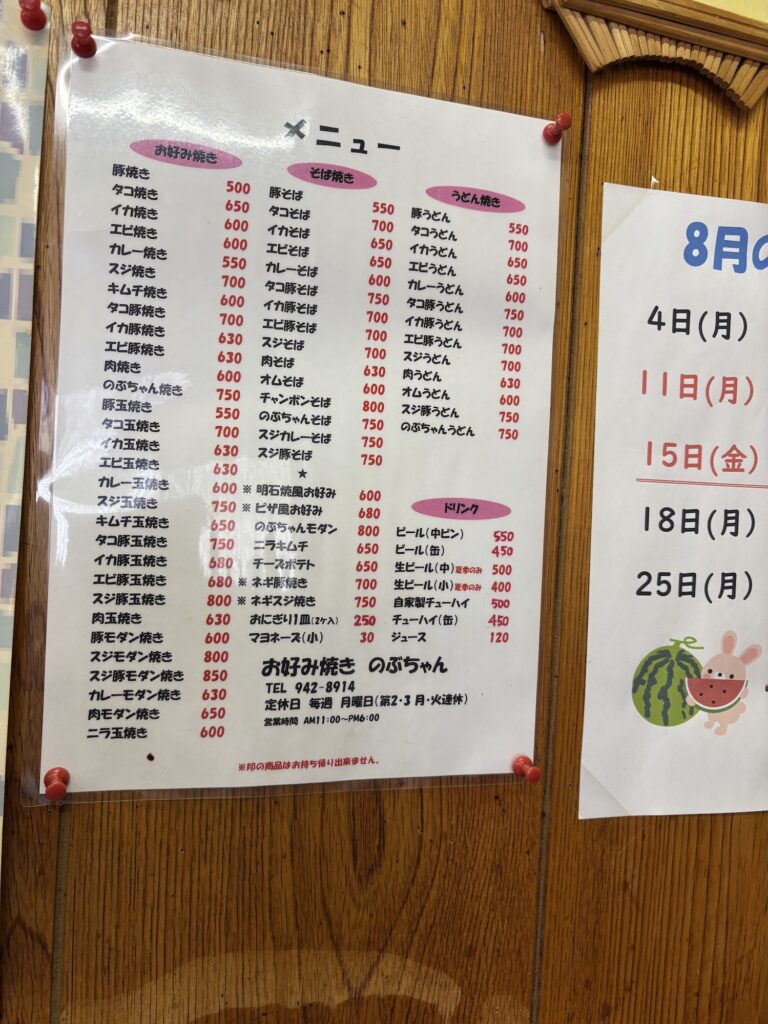 メニュー
お好み焼き
豚焼き 500
タコ焼き 650
イカ焼き 600
エビ焼き 600
カレー焼き 550
スジ焼き 700
キムチ焼き 600
タコ豚焼き 700
イカ豚焼き 630
エビ豚焼き 630
肉焼き 600
のぶちゃん焼き 750
豚玉焼き 550
タコ玉焼き 700
イカ玉焼き 630
エビ玉焼き 630
カレー玉焼き 600
スジ玉焼き 750
キムチ玉焼き 650
タコ豚玉焼き 750
イカ豚玉焼き 680
エビ豚玉焼き 680
スジ豚玉焼き 800
肉玉焼き 630
豚モダン焼き 600
スジモダン焼き 800
スジ豚モダン焼き 850
カレーモダン焼き 630
肉モダン焼き 650
ニラ玉焼き 600
そば焼き
豚そば 550
タコそば 700
イカそば 650
エビそば 650
カレーそば 600
タコ豚そば 750
イカ豚そば 700
エビ豚そば 700
スジそば 700
肉そば 630
オムそば 600
チャンポンそば 800
のぶちゃんそば 750
スジカレーそば 750
スジ豚そば 750
★
※ 明石焼風お好み 600
※ ピザ風お好み 680
のぶちゃんモダン 800
ニラキムチ 650
チーズポテト 650
※ ネギ豚焼き 700
※ ネギスジ焼き 750
おにぎり1皿(2ケ入) 250
マヨネーズ(小) 30
うどん焼き
豚うどん 550
タコうどん 700
イカうどん 650
エビうどん 650
カレーうどん 600
タコ豚うどん 750
イカ豚うどん 700
エビ豚うどん 700
スジうどん 700
肉うどん 630
オムうどん 600
スジ豚うどん 750
のぶちゃんうどん 750
ドリンク
ビール(中ビン) 550
ビール(缶) 450
生ビール(中)夏季のみ 500
生ビール(小)夏季のみ 400
自家製チューハイ 500
チューハイ(缶) 450
ジュース 120
お好み焼き のぶちゃん
TEL 942-8914
定休日 毎週 月曜日(第2・3 月・火連休)
営業時間 AM11:00〜PM6:00
※印の商品はお持ち帰り出来ません。
8月の
4日(月)
11日(月)
15日(金)
18日(月)
25日(月)